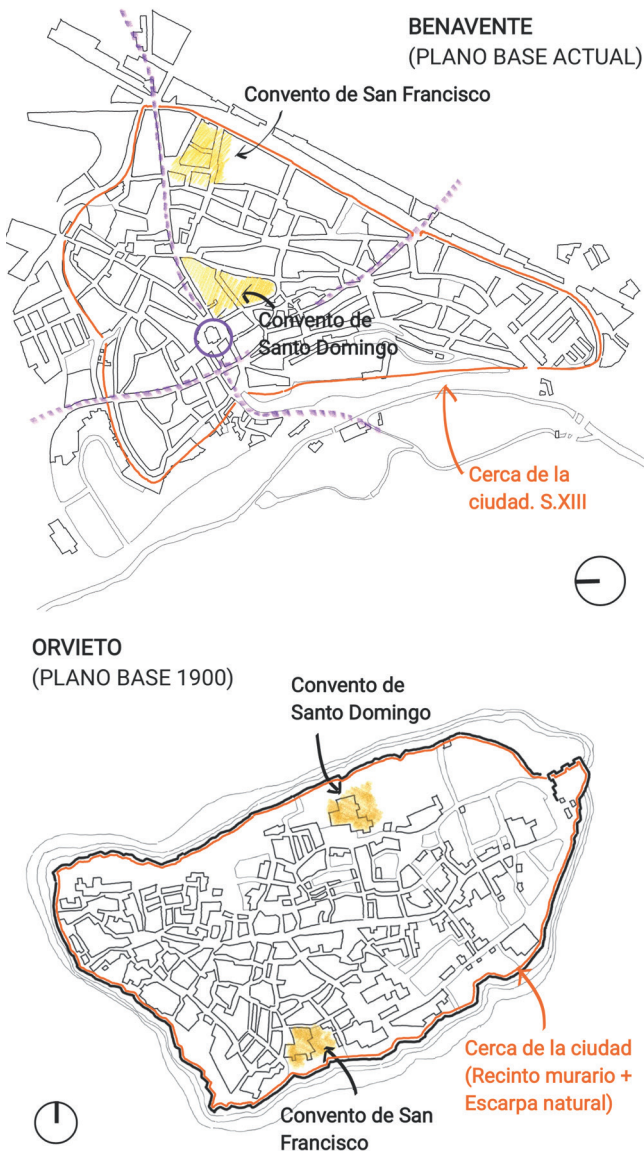 BENAVENTE
(PLANO BASE ACTUAL)
Convento de San Francisco
Convento de
Santo Domingo
Cerca de la
ciudad. S.XIII
ORVIETO
(PLANO BASE 1900)
Convento de
Santo Domingo
Cerca de la ciudad
(Recinto murario +
Escarpa natural)
Convento de San
Francisco